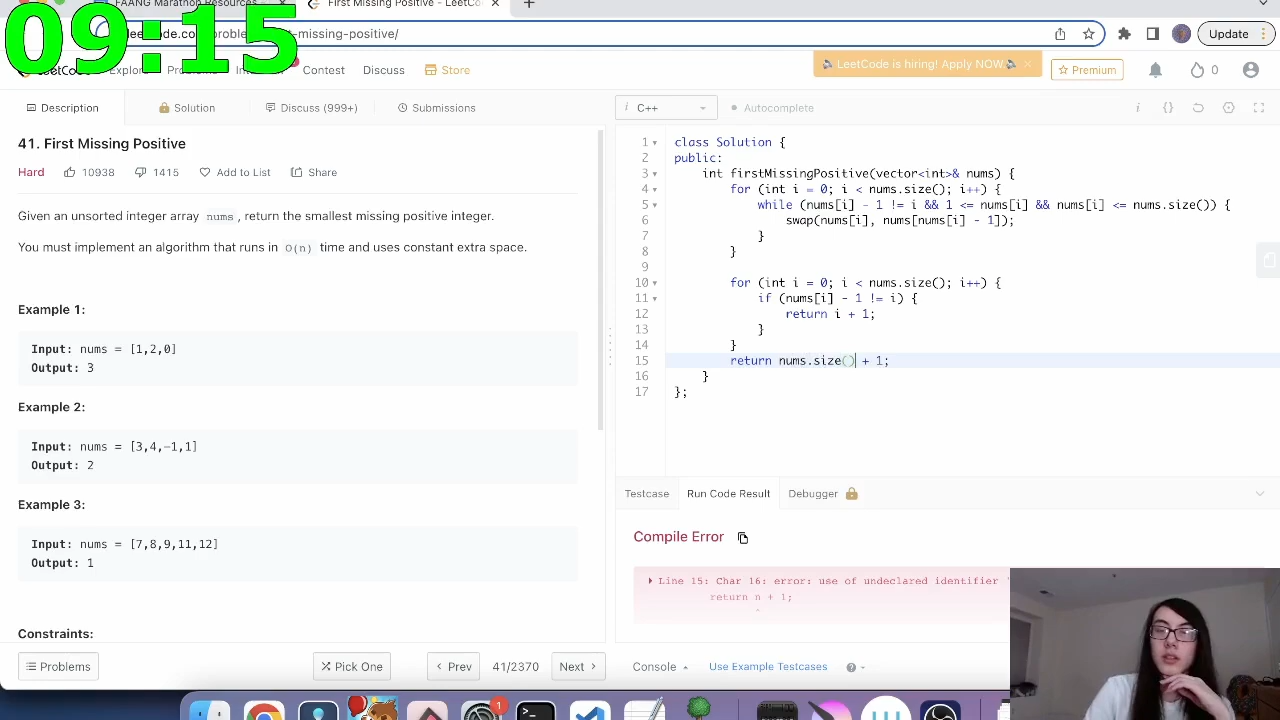 09:15
FAANG Marathon Resources
First Missing Positive - LeetCo
-missing-positive/
Update
LeetCode is hiring! Apply NOW.
Explore
Contest
Discuss
Store
Premium
0
Description
Solution
Discuss (999+)
Submissions
i C++
Autocomplete
41. First Missing Positive
Hard
10938
1415
Add to List
Share
Given an unsorted integer array nums, return the smallest missing positive integer.
You must implement an algorithm that runs in O(n) time and uses constant extra space.
Example 1:
Input: nums = [1,2,0]
Output: 3
Example 2:
Input: nums = [3,4,-1,1]
Output: 2
Example 3:
Input: nums = [7,8,9,11,12]
Output: 1
Constraints:
Problems
Pick One
Prev
41/2370
Next
1 class Solution {
2 public:
3 int firstMissingPositive(vector<int>& nums) {
4 for (int i = 0; i < nums.size(); i++) {
5 while (nums[i] - 1 != i && 1 <= nums[i] && nums[i] <= nums.size()) {
6 swap(nums[i], nums[nums[i] - 1]);
7 }
8 }
9
10 for (int i = 0; i < nums.size(); i++) {
11 if (nums[i] - 1 != i) {
12 return i + 1;
13 }
14 }
15 return nums.size() + 1;
16 }
17 };
Testcase
Run Code Result
Debugger
Compile Error
Line 15: Char 16: error: use of undeclared identifier '
return n + 1;
^
Console
Use Example Testcases
1